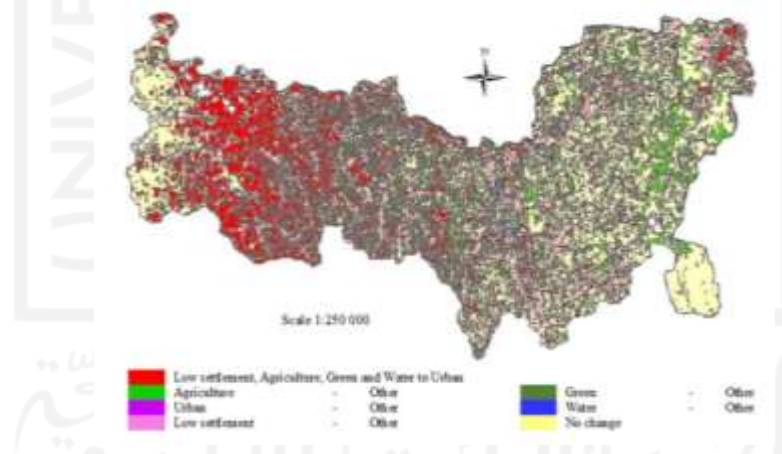 N
Scale 1:250 000
Low settlement, Agriculture, Green and Water to Urban
Agriculture - Other
Urban - Other
Low settlement - Other
Green - Other
Water - Other
No change